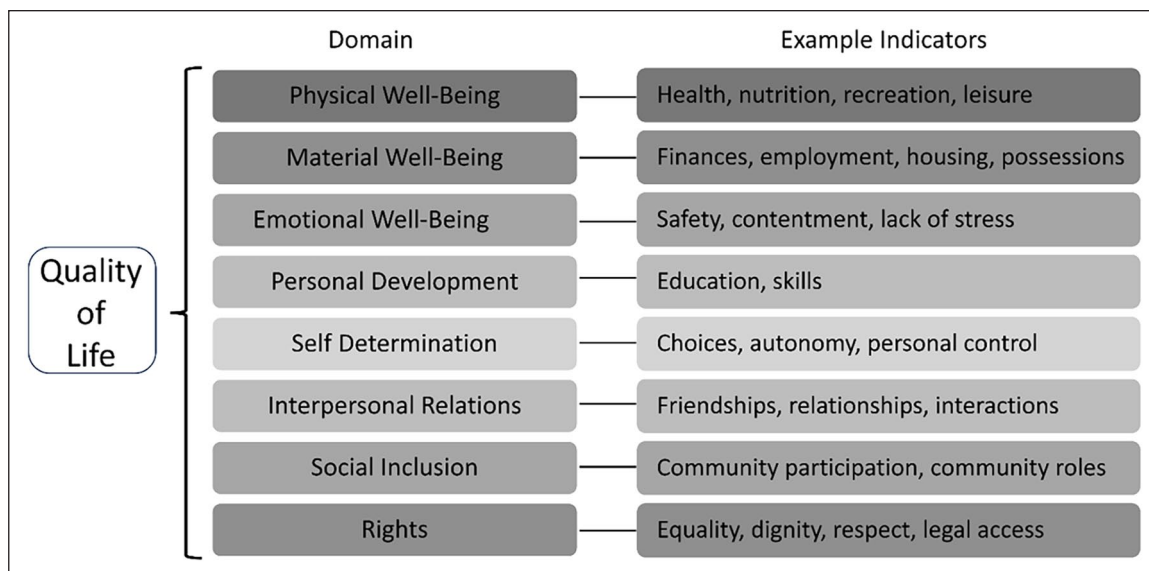 Domain
Example Indicators
Physical Well-Being
Health, nutrition, recreation, leisure
Material Well-Being
Finances, employment, housing, possessions
Emotional Well-Being
Safety, contentment, lack of stress
Quality
of
Life
Personal Development
Education, skills
Self Determination
Choices, autonomy, personal control
Interpersonal Relations
Friendships, relationships, interactions
Social Inclusion
Community participation, community roles
Rights
Equality, dignity, respect, legal access